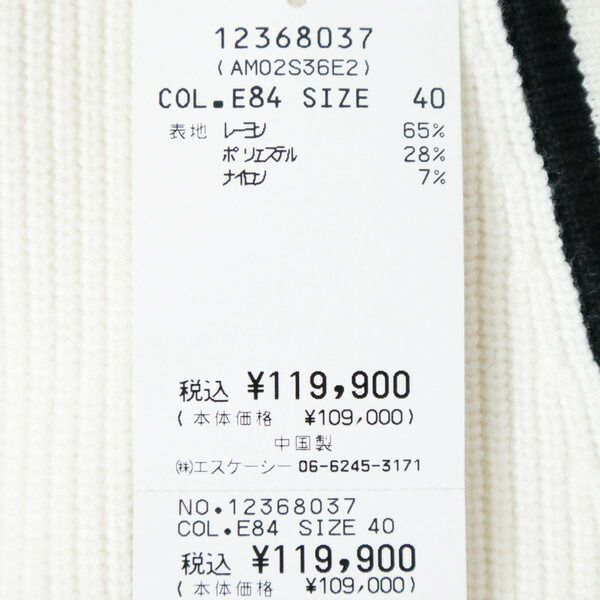 12368037
(AM02S36E2)
COL.E84 SIZE 40
表地 レーヨン 65%
ポリエステル 28%
ナイロン 7%
税込 ¥119,900
(本体価格 ¥109,000)
中国製
㈱エスケーシー 06-6245-3171
NO.12368037
COL.E84 SIZE 40
税込 ¥119,900
(本体価格 ¥109,000)